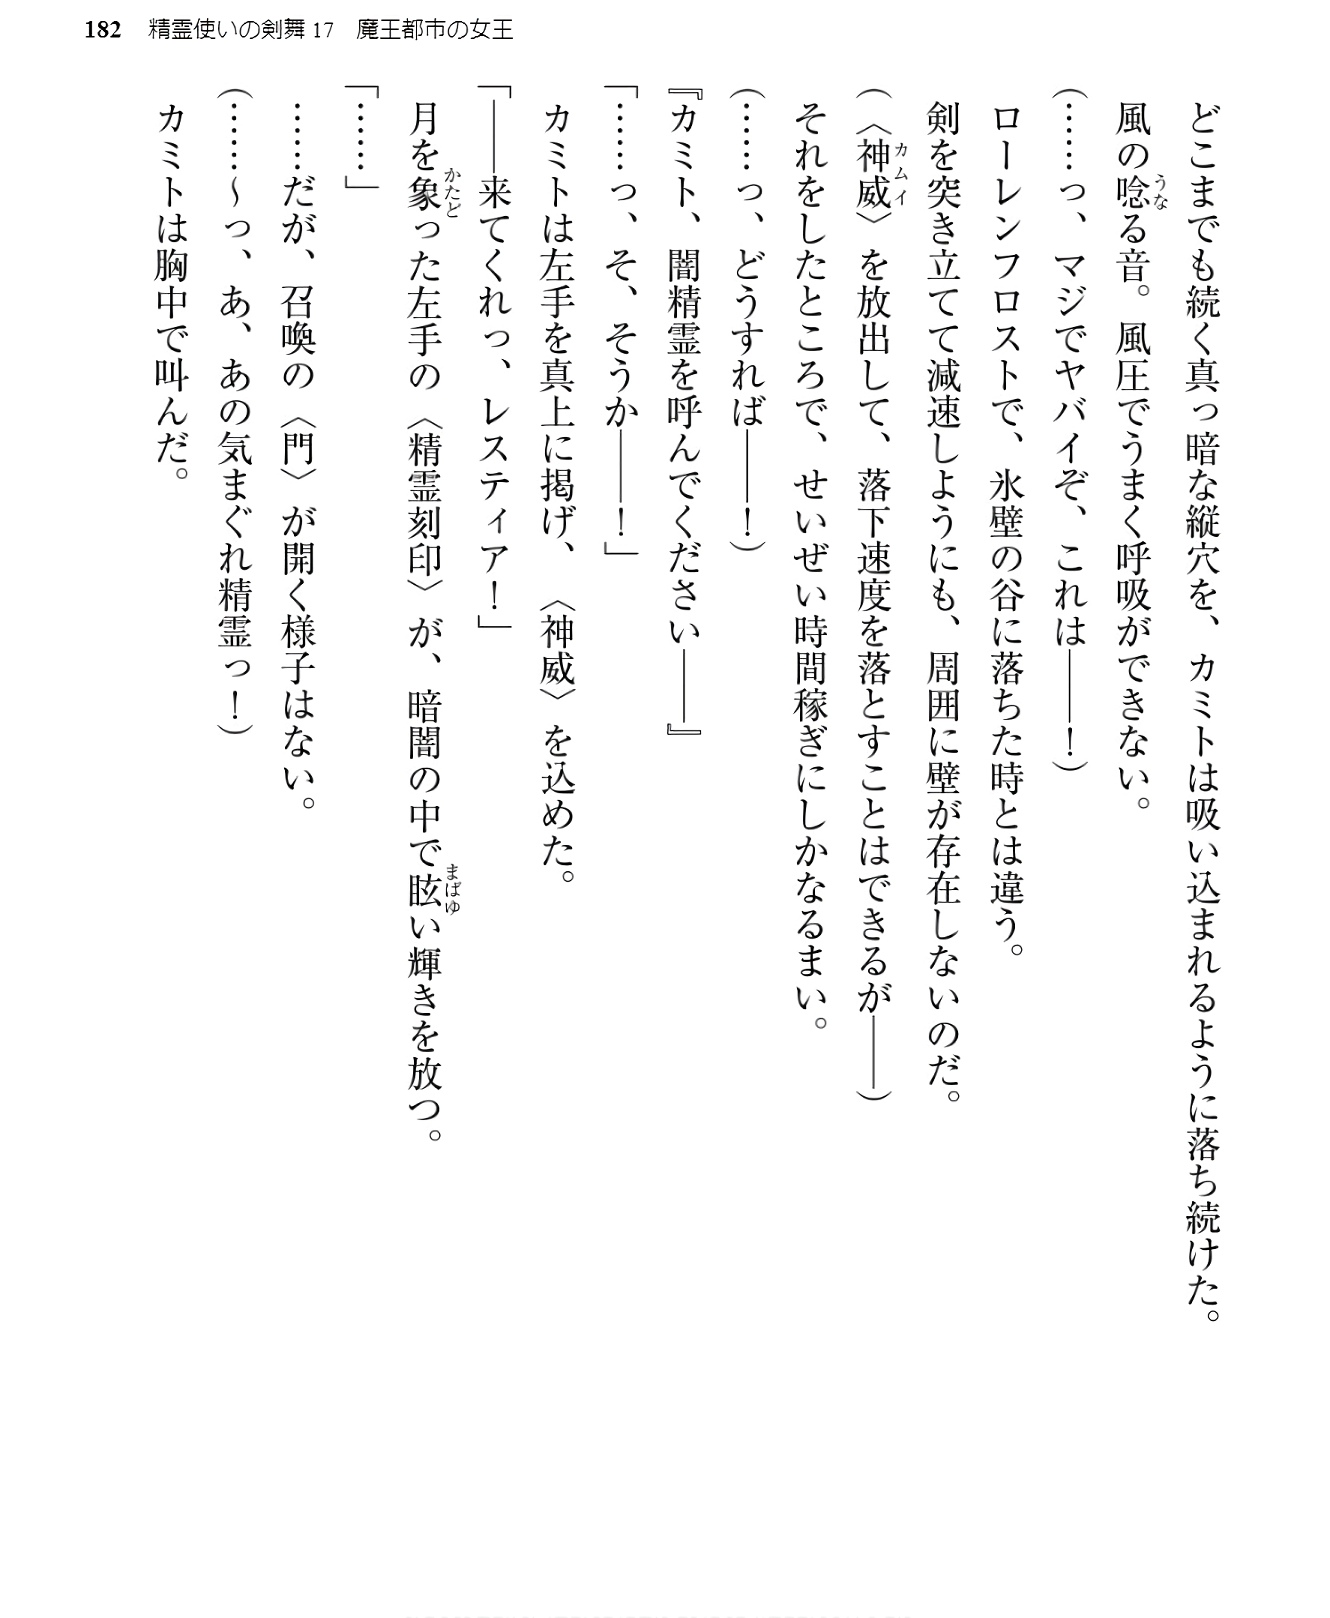 182 精霊使いの剣舞17 魔王都市の女王
どこまでも続く真っ暗な縦穴を、カミトは吸い込まれるように落ち続けた。
風の唸る音。風圧でうまく呼吸ができない。
うな
(……っ、マジでヤバイぞ、これは――！)
ローレンフロストで、氷壁の谷に落ちた時とは違う。
剣を突き立てて減速しようにも、周囲に壁が存在しないのだ。
(〈神威〉を放出して、落下速度を落とすことはできるが――)
カムイ
それをしたところで、せいぜい時間稼ぎにしかなるまい。
(……っ、どうすれば――！)
『カミト、闇精霊を呼んでください――』
「……っ、そ、そうか――！」
カミトは左手を真上に掲げ、〈神威〉を込めた。
「――来てくれっ、レスティア！」
月を象った左手の〈精霊刻印〉が、暗闇の中で眩い輝きを放つ。
かたど
まばゆ
「……」
……だが、召喚の〈門〉が開く様子はない。
(……～っ、あ、あの気まぐれ精霊っ！)
カミトは胸中で叫んだ。